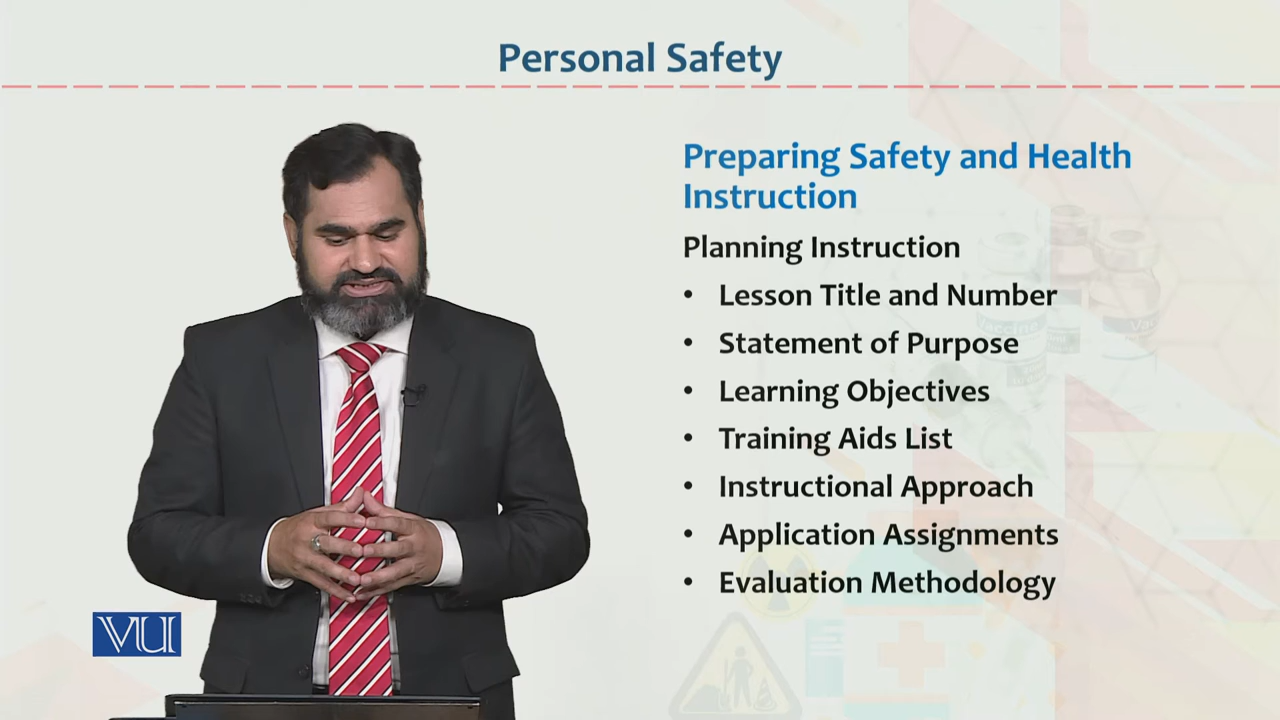 Personal Safety
Preparing Safety and Health
Instruction
Planning Instruction
• Lesson Title and Number
• Statement of Purpose
• Learning Objectives
• Training Aids List
• Instructional Approach
• Application Assignments
• Evaluation Methodology
VU
Vaccine